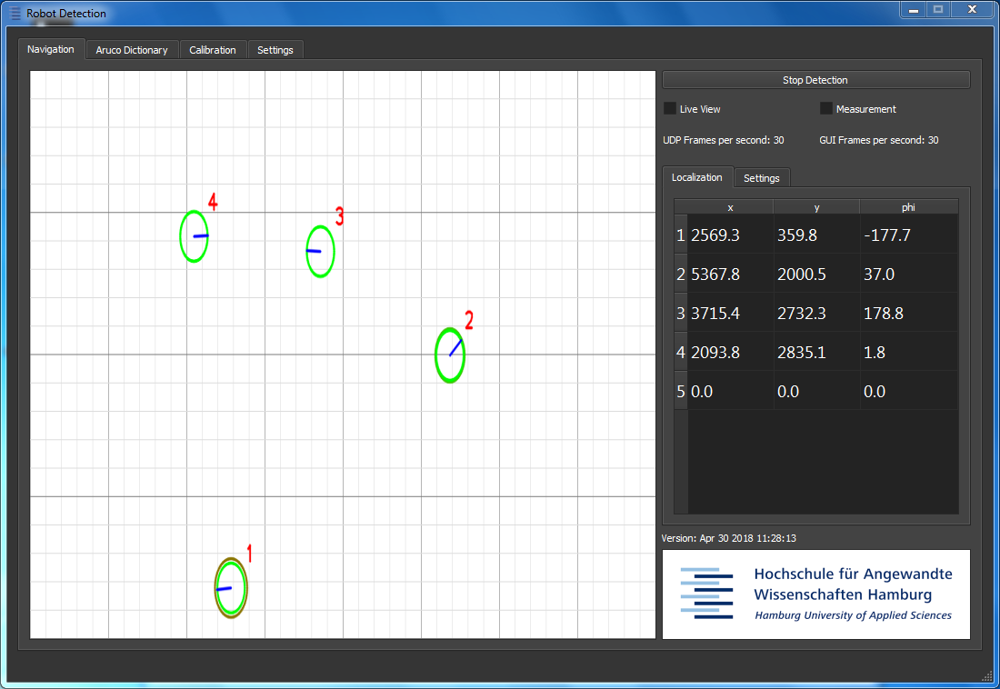 Robot Detection
Navigation Aruco Dictionary Calibration Settings
Stop Detection
Live View Measurement
UDP Frames per second: 30 GUI Frames per second: 30
Localization Settings
x y phi
1 2569.3 359.8 -177.7
2 5367.8 2000.5 37.0
3 3715.4 2732.3 178.8
4 2093.8 2835.1 1.8
5 0.0 0.0 0.0
4
3
2
1
Version: Apr 30 2018 11:28:13
Hochschule für Angewandte
Wissenschaften Hamburg
Hamburg University of Applied Sciences